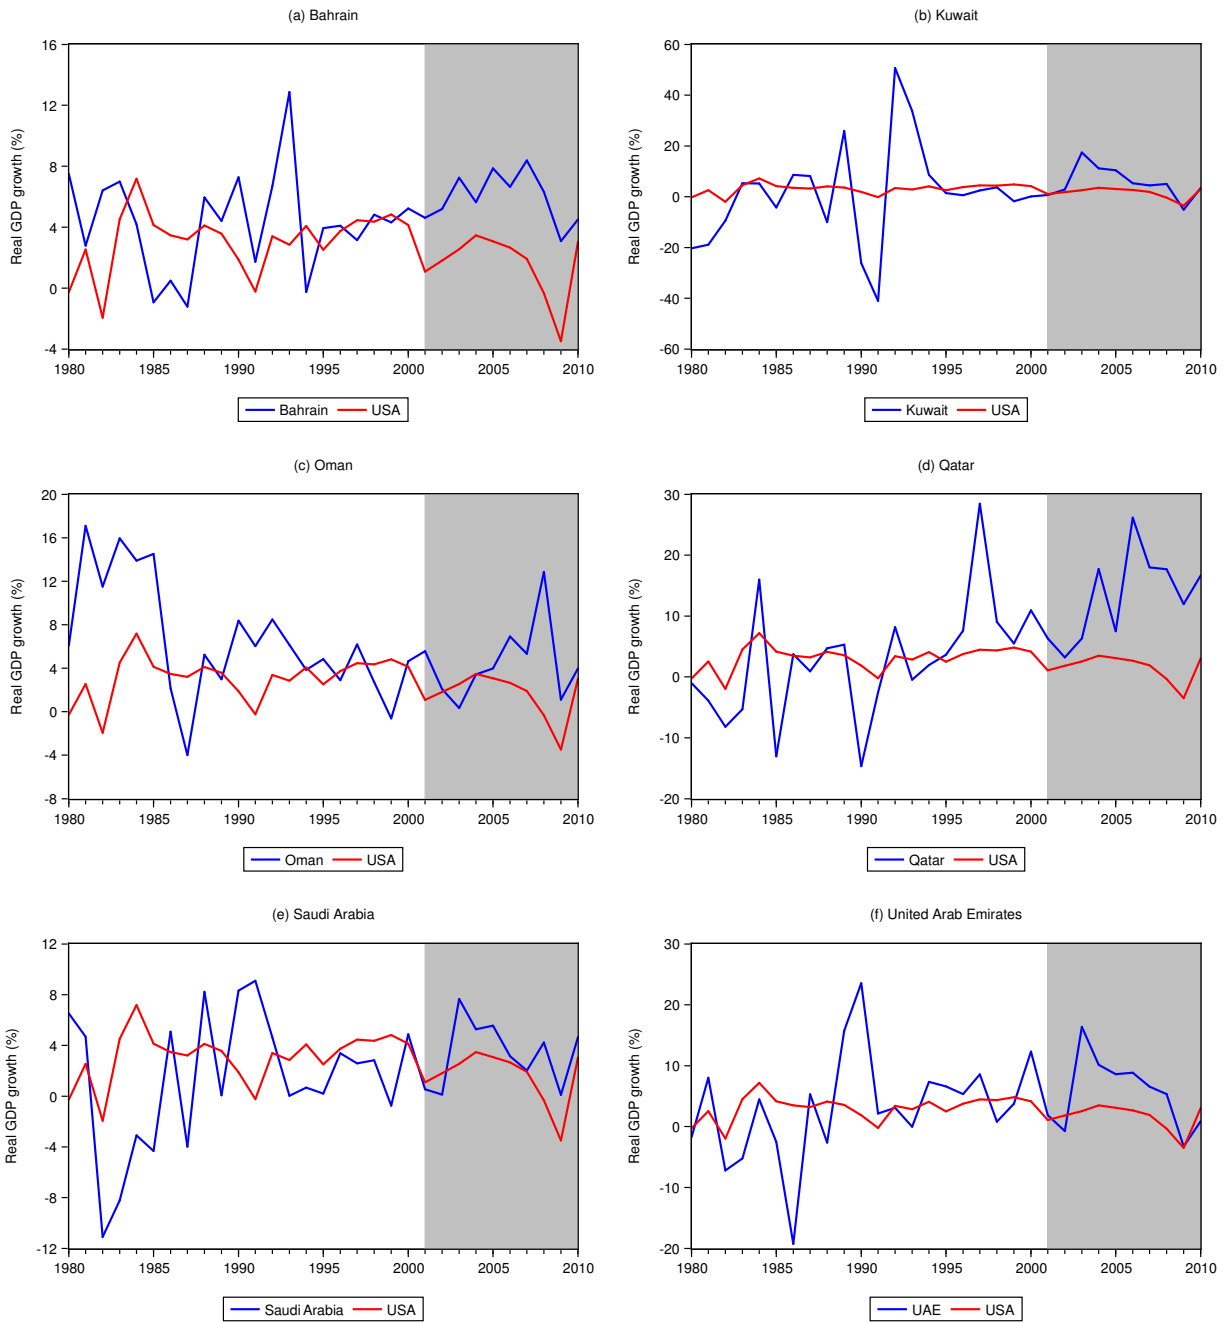 (a) Bahrain
Real GDP growth (%)
16
12
8
4
0
-4
1980 1985 1990 1995 2000 2005 2010
Bahrain USA
(b) Kuwait
Real GDP growth (%)
60
40
20
0
-20
-40
-60
1980 1985 1990 1995 2000 2005 2010
Kuwait USA
(c) Oman
Real GDP growth (%)
20
16
12
8
4
0
-4
-8
1980 1985 1990 1995 2000 2005 2010
Oman USA
(d) Qatar
Real GDP growth (%)
30
20
10
0
-10
-20
1980 1985 1990 1995 2000 2005 2010
Qatar USA
(e) Saudi Arabia
Real GDP growth (%)
12
8
4
0
-4
-8
-12
1980 1985 1990 1995 2000 2005 2010
Saudi Arabia USA
(f) United Arab Emirates
Real GDP growth (%)
30
20
10
0
-10
-20
1980 1985 1990 1995 2000 2005 2010
UAE USA